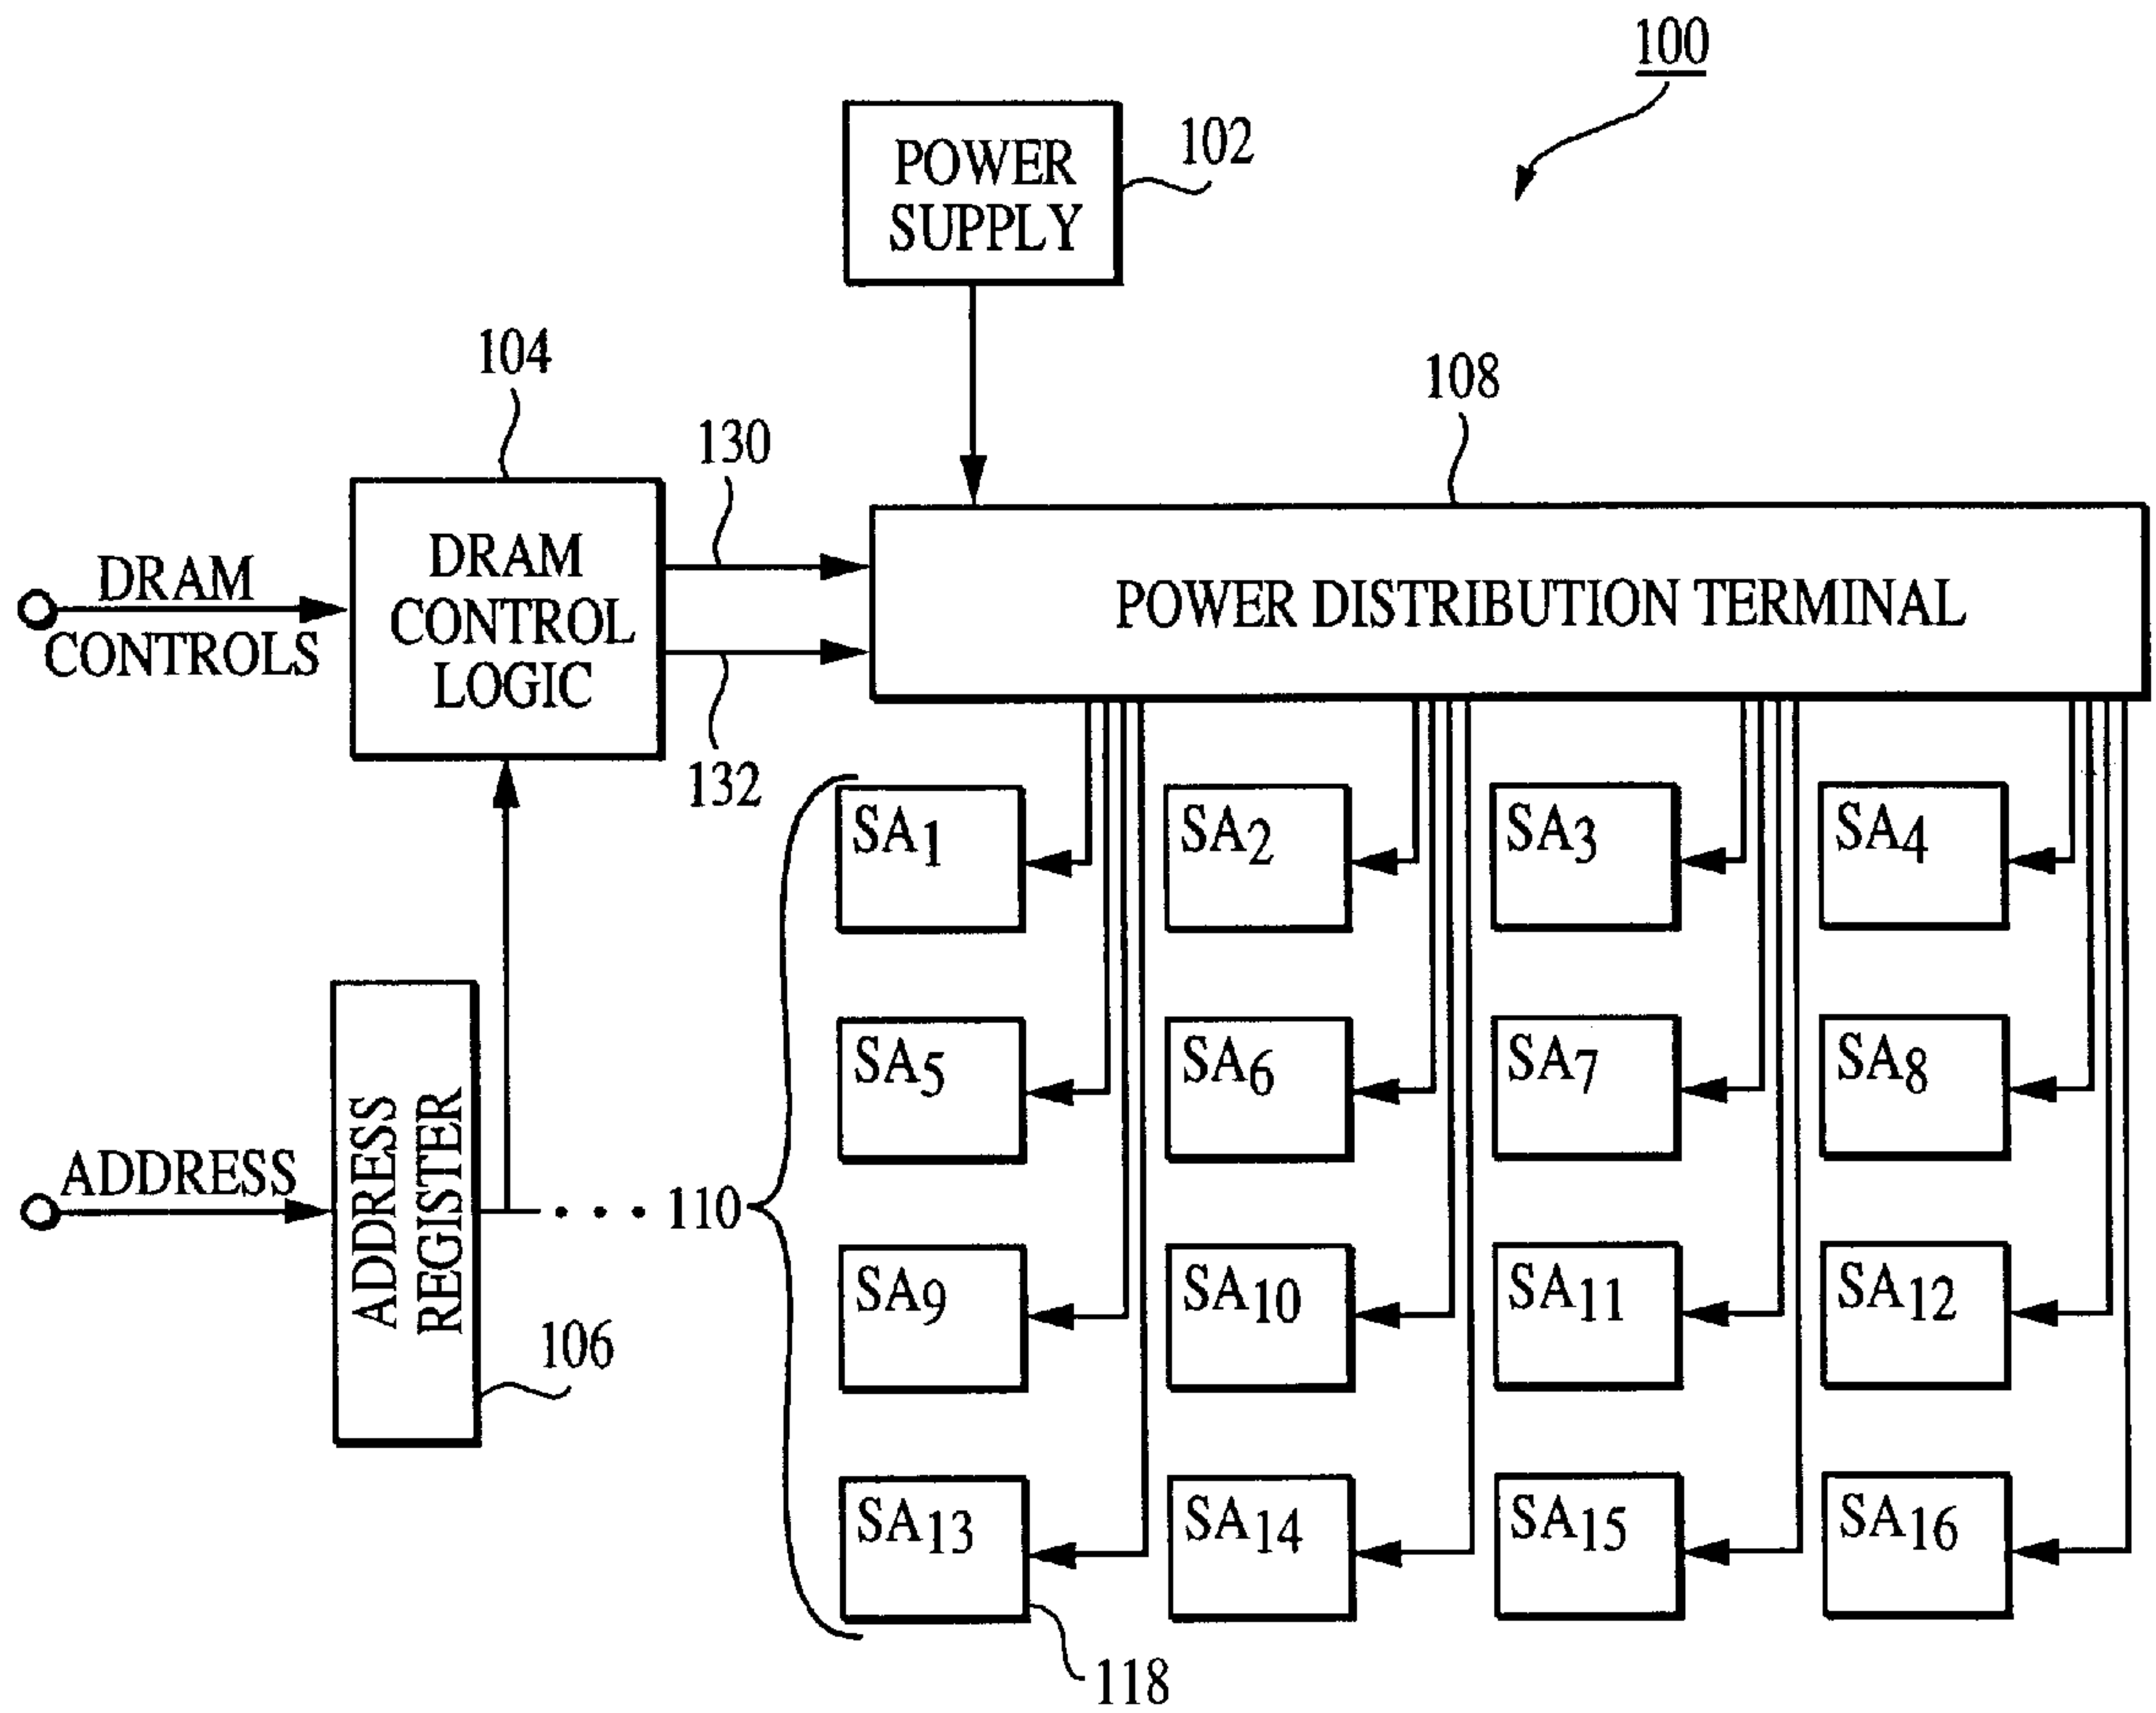 100
POWER
SUPPLY
102
104
108
130
DRAM
CONTROLS
DRAM
CONTROL
LOGIC
POWER DISTRIBUTION TERMINAL
132
SA1 SA2 SA3 SA4
SA5 SA6 SA7 SA8
ADDRESS
ADDRESS
REGISTER
110
SA9 SA10 SA11 SA12
106
SA13 SA14 SA15 SA16
118